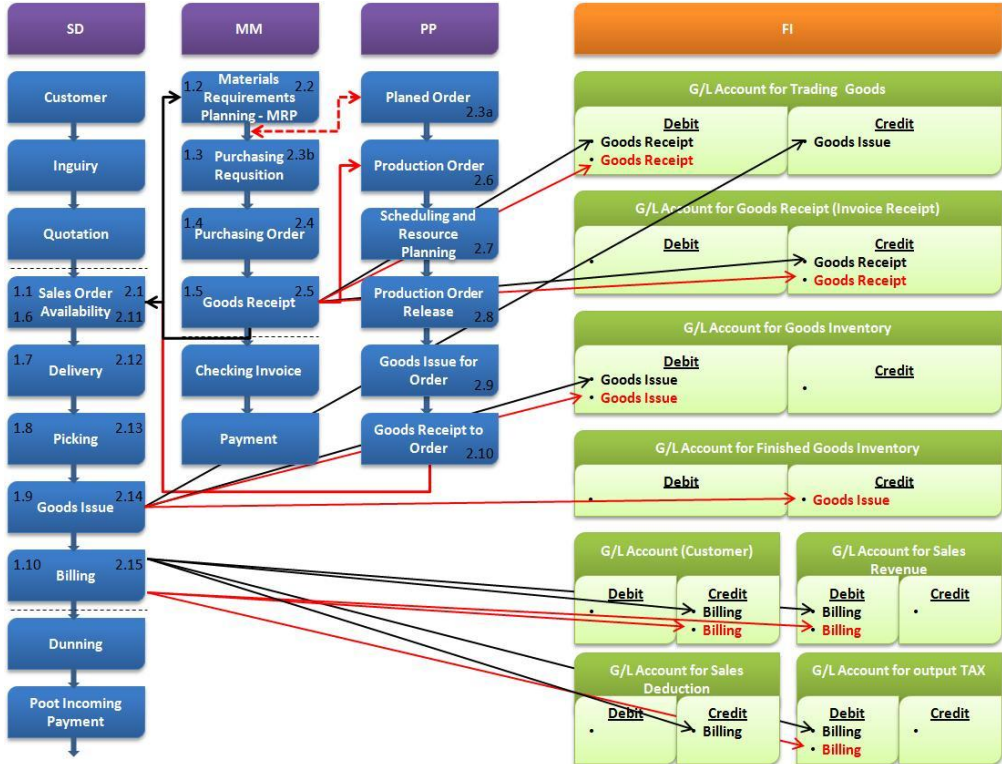 SD
MM
PP
FI
Customer
Inguiry
Quotation
1.1 Sales Order 2.1
1.6 Availability 2.11
1.7 Delivery 2.12
1.8 Picking 2.13
1.9 Goods Issue 2.14
1.10 Billing 2.15
Dunning
Poot Incoming
Payment
1.2 Materials 2.2
Requirements
Planning - MRP
1.3 Purchasing 2.3b
Requsition
1.4 2.4
Purchasing Order
1.5 2.5
Goods Receipt
Checking Invoice
Payment
Planed Order
2.3a
Production Order
2.6
Scheduling and
Resource
Planning 2.7
Production Order
Release
2.8
Goods Issue for
Order
2.9
Goods Receipt to
Order
2.10
G/L Account for Trading Goods
Debit
• Goods Receipt
• Goods Receipt
Credit
• Goods Issue
G/L Account for Goods Receipt (Invoice Receipt)
Debit
•
Credit
• Goods Receipt
• Goods Receipt
G/L Account for Goods Inventory
Debit
• Goods Issue
• Goods Issue
Credit
•
G/L Account for Finished Goods Inventory
Debit
•
Credit
• Goods Issue
G/L Account (Customer)
Debit
•
Credit
• Billing
• Billing
G/L Account for Sales
Revenue
Debit
• Billing
• Billing
Credit
•
G/L Account for Sales
Deduction
Debit
•
Credit
• Billing
G/L Account for output TAX
Debit
• Billing
• Billing
Credit
•